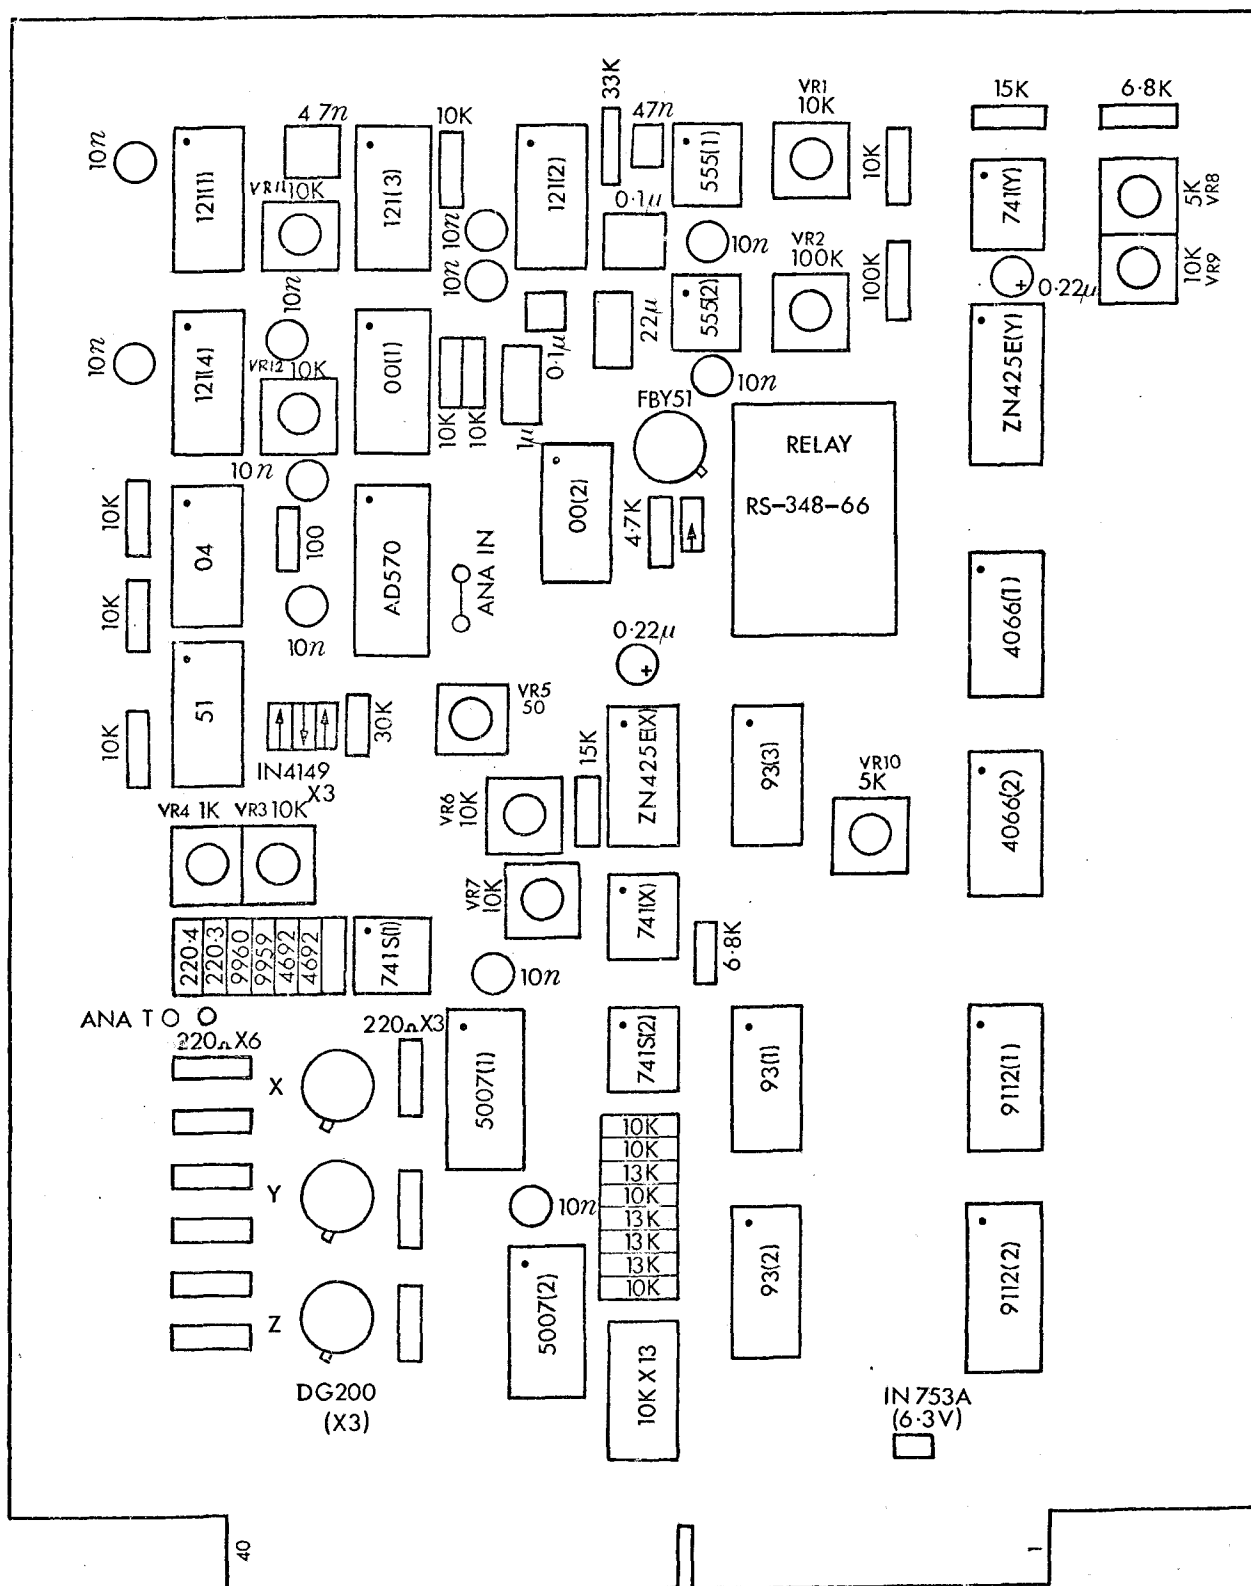 10n
121(1)
4.7n
VR11 10K
121(3)
10K
10n
10n
121(2)
33K
47n
0.1µ
555(1)
10n
VR1
10K
VR2
100K
10K
100K
15K
741(Y)
0.22µ
6.8K
5K
VR8
10K
VR9
10n
121(4)
10n
VR12 10K
00(1)
10K
10K
0.1µ
1µ
22µ
555(2)
10n
ZN425E(Y)
FBY51
RELAY
RS-348-66
10n
10K
04
100
AD570
ANA IN
00(2)
4.7K
4066(1)
10K
10n
0.22µ
10K
51
IN4149
X3
30K
VR5
50
15K
ZN425E(X)
93(3)
VR10
5K
4066(2)
VR4 1K
VR3 10K
VR6
10K
VR7
10K
741(X)
6.8K
220.4
220.3
9960
9959
4692
4692
741S(1)
10n
ANA T
220Ω X6
220Ω X3
5007(1)
741S(2)
93(1)
9112(1)
X
Y
Z
10K
10K
13K
10K
13K
13K
13K
10K
10n
5007(2)
93(2)
9112(2)
DG200
(X3)
10K X 13
IN 753A
(6.3V)
40
1